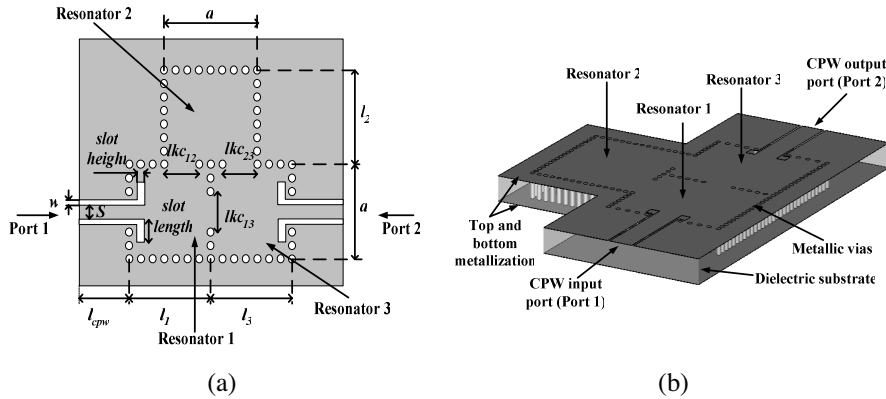 Resonator 2
a
l2
slot
height
lkc12
lkc23
w
S
Port 1
slot
length
lkc13
a
Port 2
lcpw
l1
l3
Resonator 1
Resonator 3
(a)
CPW output
port (Port 2)
Resonator 2
Resonator 3
Resonator 1
Top and
bottom
metallization
Metallic vias
CPW input
port (Port 1)
Dielectric substrate
(b)